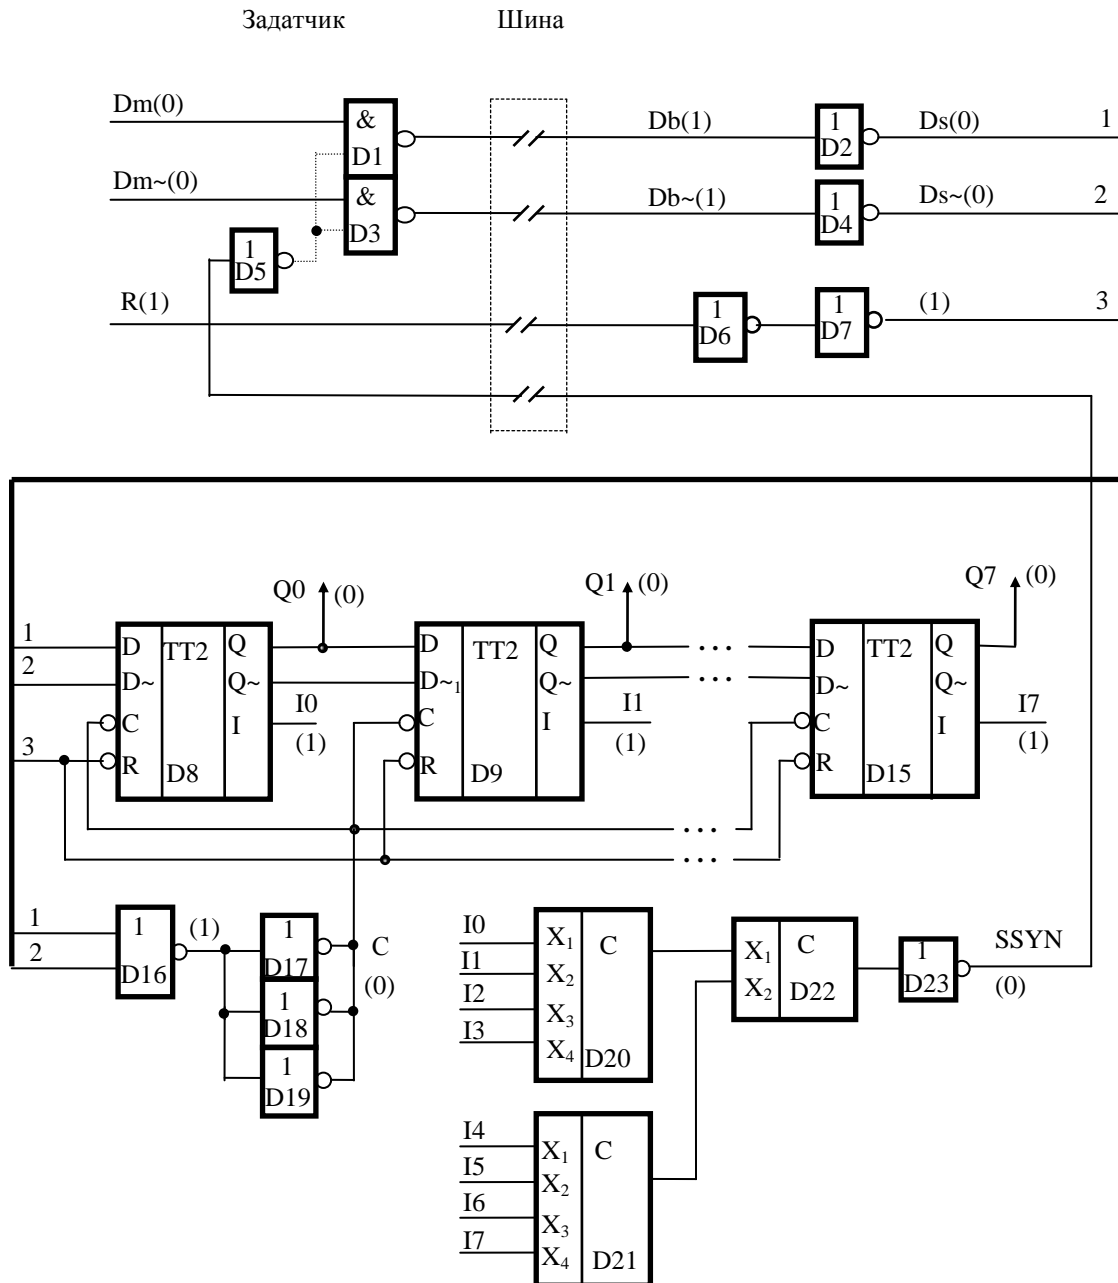 Задатчик Шина
Dm(0) & Db(1) 1 Ds(0) 1
D1 D2
Dm~(0) & Db~(1) 1 Ds~(0) 2
D3 D4
1
D5
R(1) 1 1 (1) 3
D6 D7
Q0 (0) Q1 (0) Q7 (0)
1 D TT2 Q D TT2 Q ... D TT2 Q
2 D~ Q~ D~1 Q~ ... D~ Q~
C I I0 C I I1 C I I7
(1) (1) (1)
3 R D8 R D9 R D15
...
...
1 1 (1) 1 C I0 X1 C X1 C 1 SSYN
2 D16 D17 (0) I1 X2 X2 D22 D23 (0)
1 I2 X3
D18 I3 X4 D20
1
D19
I4 X1 C
I5 X2
I6 X3
I7 X4 D21